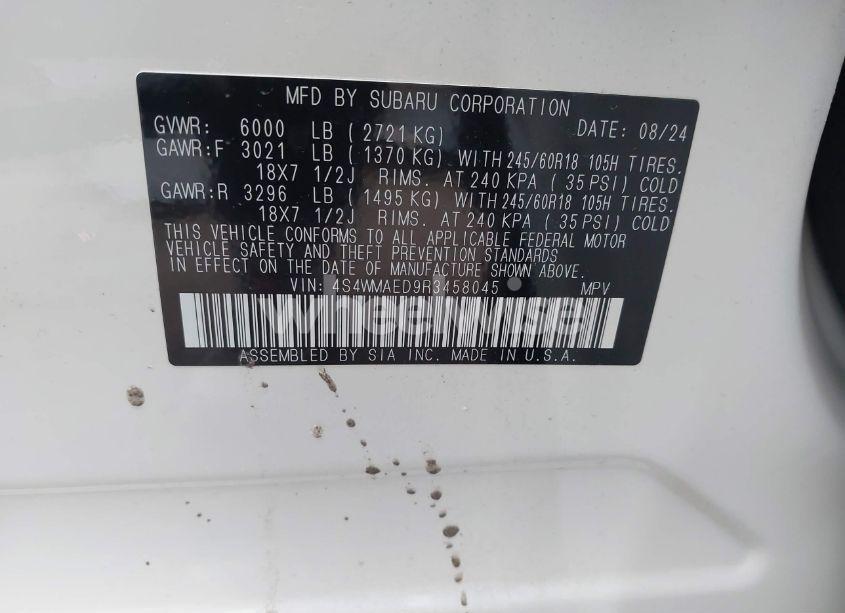 MFD BY SUBARU CORPORATION
GVWR: 6000 LB ( 2721 KG) DATE: 08/24
GAWR:F 3021 LB ( 1370 KG) WITH 245/60R18 105H TIRES.
18X7 1/2J RIMS. AT 240 KPA ( 35 PSI) COLD
GAWR:R 3296 LB ( 1495 KG) WITH 245/60R18 105H TIRES.
18X7 1/2J RIMS. AT 240 KPA ( 35 PSI) COLD
THIS VEHICLE CONFORMS TO ALL APPLICABLE FEDERAL MOTOR
VEHICLE SAFETY AND THEFT PREVENTION STANDARDS
IN EFFECT ON THE DATE OF MANUFACTURE SHOWN ABOVE.
VIN: 4S4WMAED9R3458045 MPV
wheelwise
ASSEMBLED BY SIA INC. MADE IN U.S.A.